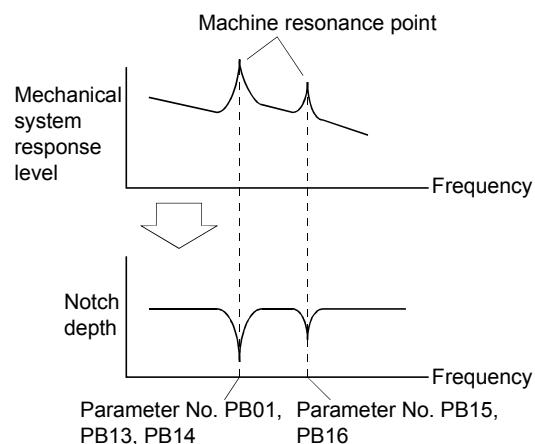 Machine resonance point
Mechanical
system
response
level
Frequency
Notch
depth
Frequency
Parameter No. PB01,
PB13, PB14
Parameter No. PB15,
PB16